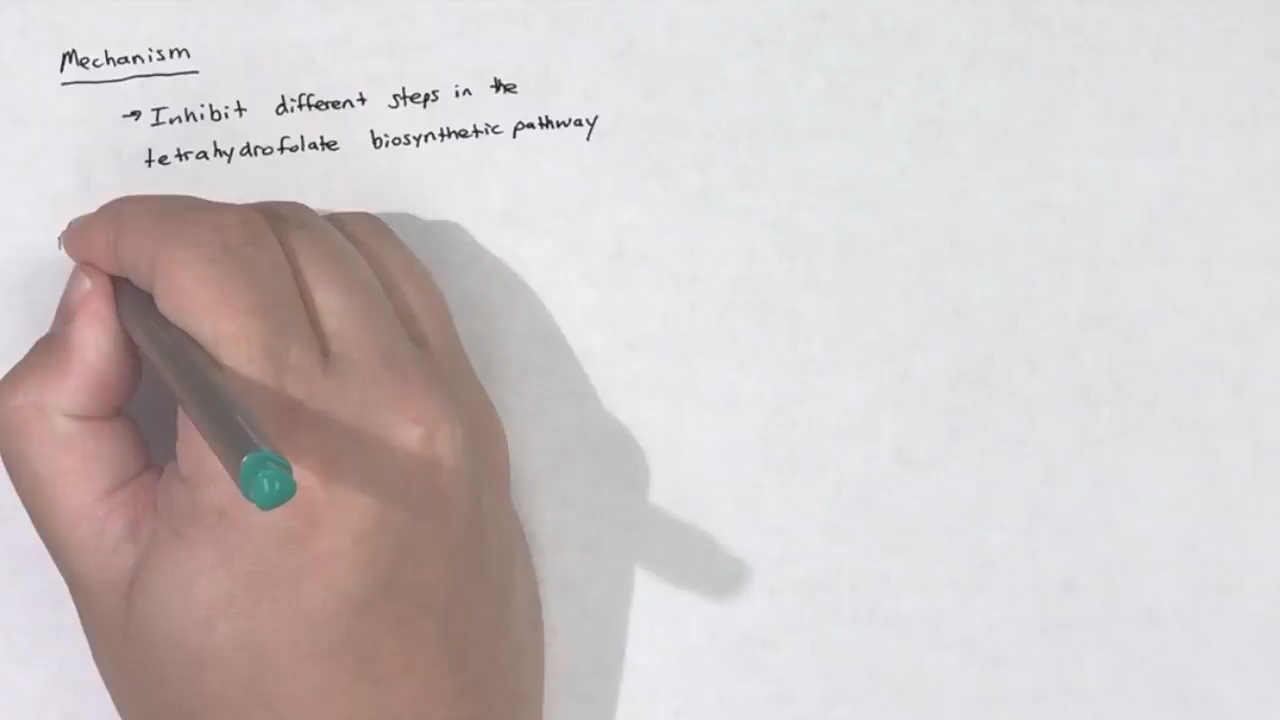 Mechanism
→ Inhibit different steps in the
tetrahydrofolate biosynthetic pathway